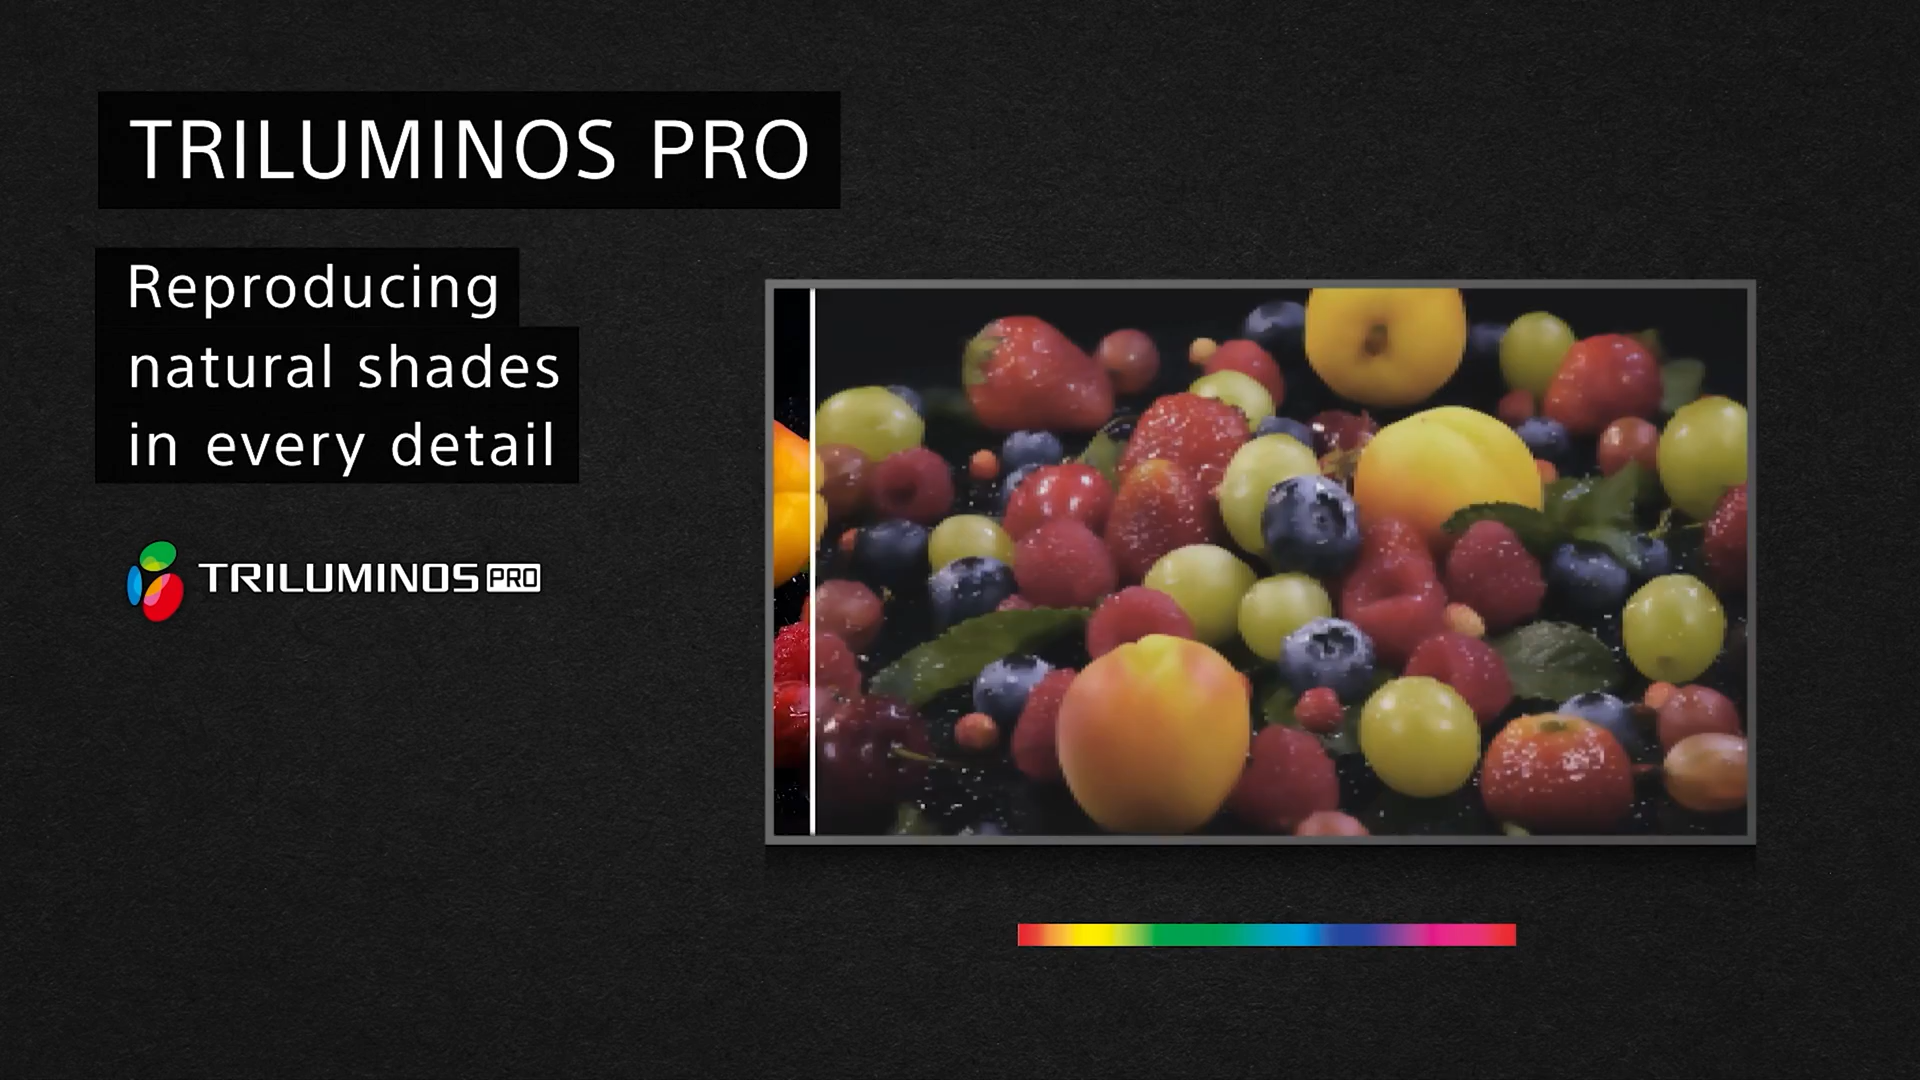 TRILUMINOS PRO
Reproducing
natural shades
in every detail
TRILUMINOS PRO